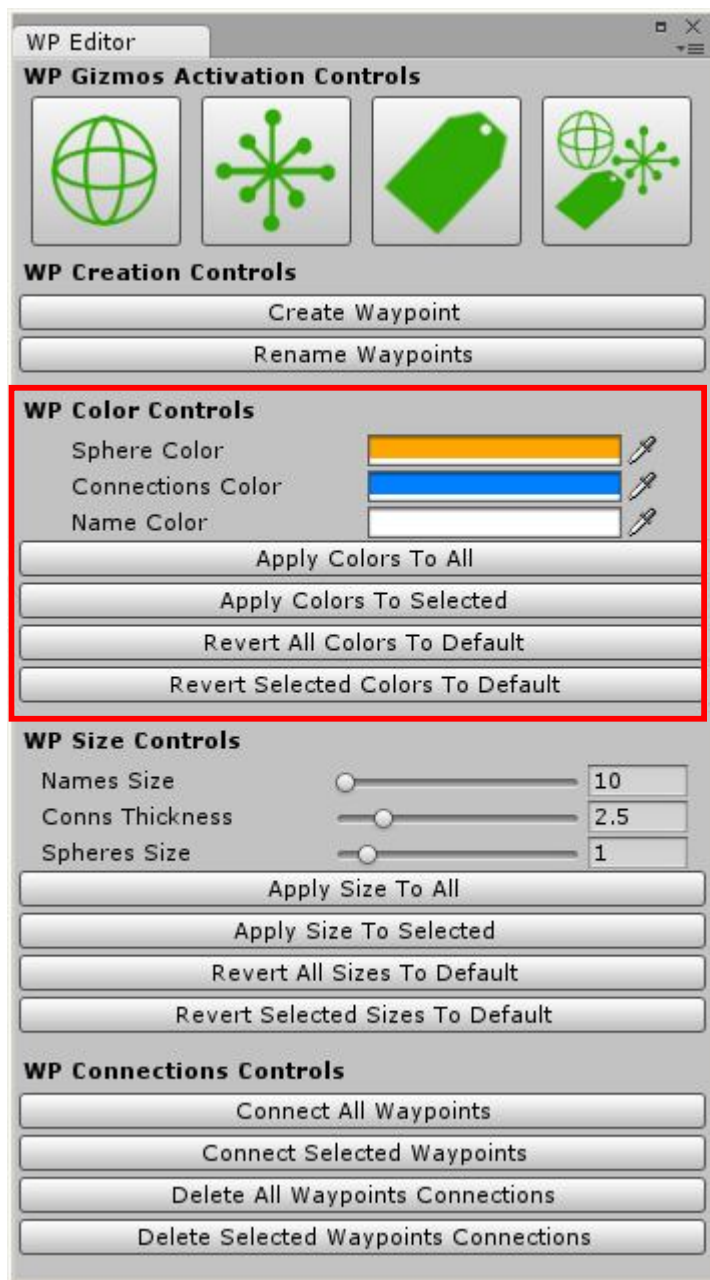 WP Editor
WP Gizmos Activation Controls
WP Creation Controls
Create Waypoint
Rename Waypoints
WP Color Controls
Sphere Color
Connections Color
Name Color
Apply Colors To All
Apply Colors To Selected
Revert All Colors To Default
Revert Selected Colors To Default
WP Size Controls
Names Size 10
Conns Thickness 2.5
Spheres Size 1
Apply Size To All
Apply Size To Selected
Revert All Sizes To Default
Revert Selected Sizes To Default
WP Connections Controls
Connect All Waypoints
Connect Selected Waypoints
Delete All Waypoints Connections
Delete Selected Waypoints Connections